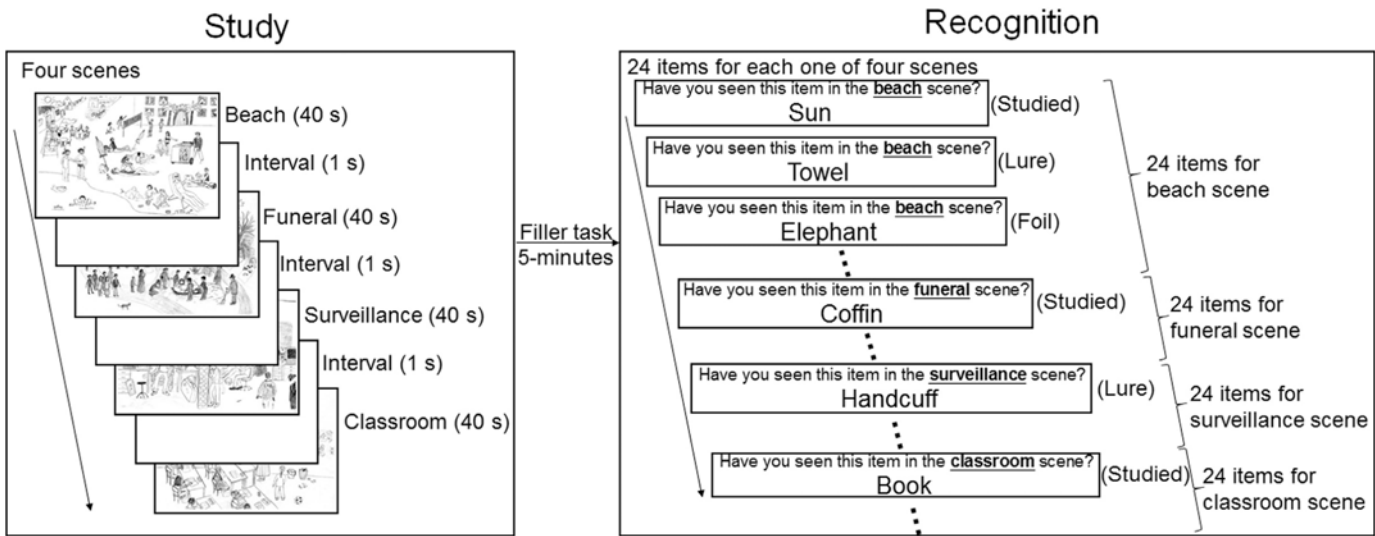 Study
Four scenes
Beach (40 s)
Interval (1 s)
Funeral (40 s)
Interval (1 s)
Surveillance (40 s)
Interval (1 s)
Classroom (40 s)
Filler task
5-minutes
Recognition
24 items for each one of four scenes
Have you seen this item in the beach scene?
Sun
(Studied)
Have you seen this item in the beach scene?
Towel
(Lure)
Have you seen this item in the beach scene?
Elephant
(Foil)
24 items for
beach scene
Have you seen this item in the funeral scene?
Coffin
(Studied)
24 items for
funeral scene
Have you seen this item in the surveillance scene?
Handcuff
(Lure)
24 items for
surveillance scene
Have you seen this item in the classroom scene?
Book
(Studied)
24 items for
classroom scene